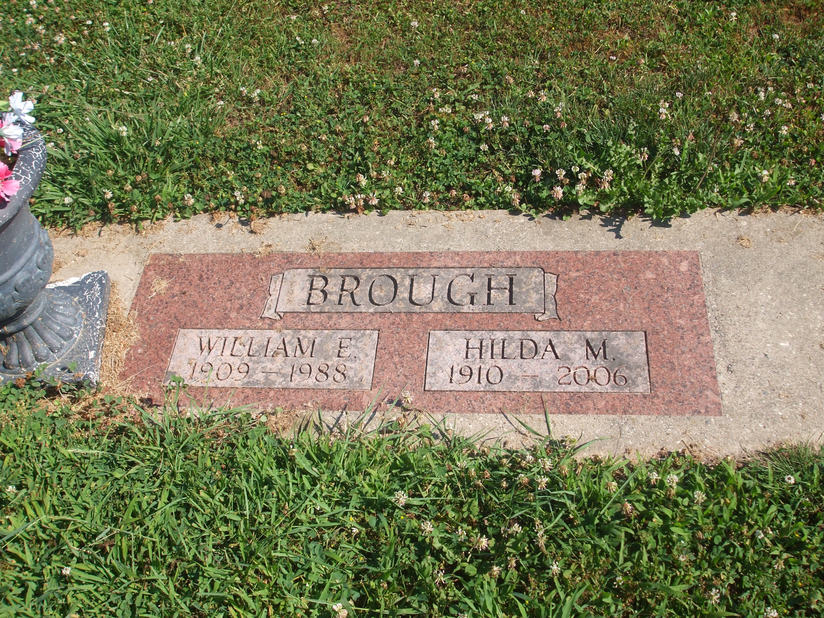 BROUGH
WILLIAM E.
1909 – 1988
HILDA M.
1910 – 2006